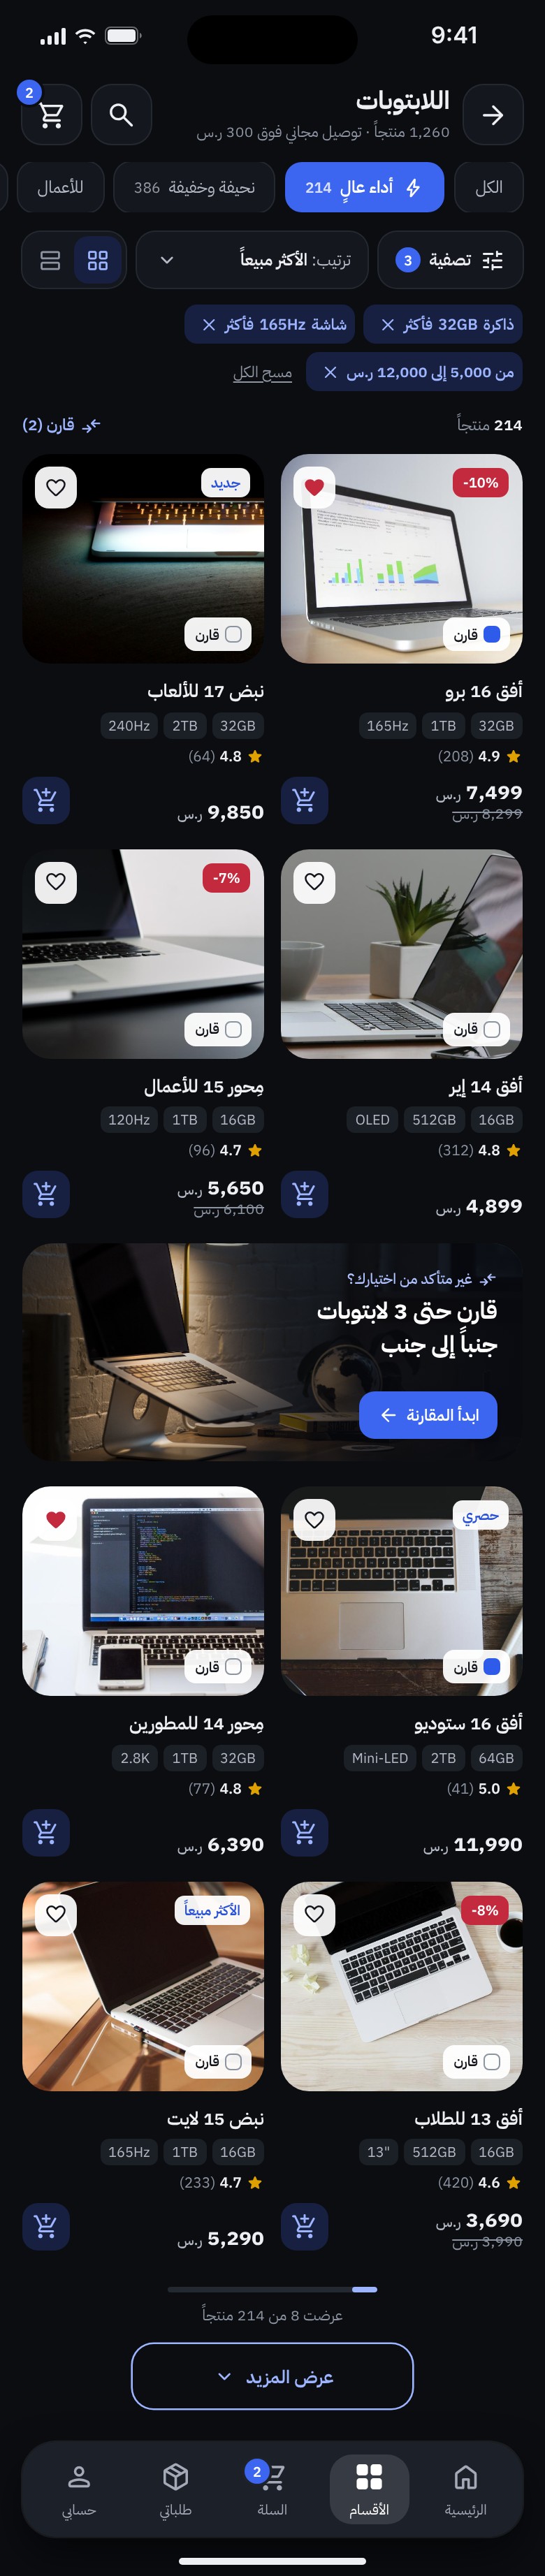 9:41
اللابتوبات
1,260 منتجاً · توصيل مجاني فوق 300 ر.س
2
الكل
أداء عالٍ 214
نحيفة وخفيفة 386
للأعمال
تصفية 3
ترتيب: الأكثر مبيعاً
ذاكرة 32GB فأكثر
شاشة 165Hz فأكثر
من 5,000 إلى 12,000 ر.س
مسح الكل
214 منتجاً
قارن (2)
-10%
قارن
أفق 16 برو
32GB 1TB 165Hz
4.9 (208)
7,499 ر.س
8,299 ر.س
جديد
قارن
نبض 17 للألعاب
32GB 2TB 240Hz
4.8 (64)
9,850 ر.س
قارن
أفق 14 إير
16GB 512GB OLED
4.8 (312)
4,899 ر.س
-7%
قارن
مِحور 15 للأعمال
16GB 1TB 120Hz
4.7 (96)
5,650 ر.س
6,100 ر.س
غير متأكد من اختيارك؟
قارن حتى 3 لابتوبات
جنباً إلى جنب
ابدأ المقارنة
حصري
قارن
أفق 16 ستوديو
64GB 2TB Mini-LED
5.0 (41)
11,990 ر.س
قارن
مِحور 14 للمطورين
32GB 1TB 2.8K
4.8 (77)
6,390 ر.س
-8%
قارن
أفق 13 للطلاب
16GB 512GB 13"
4.6 (420)
3,690 ر.س
3,990 ر.س
الأكثر مبيعاً
قارن
نبض 15 لايت
16GB 1TB 165Hz
4.7 (233)
5,290 ر.س
عرضت 8 من 214 منتجاً
عرض المزيد
الرئيسية
الأقسام
2
السلة
طلباتي
حسابي